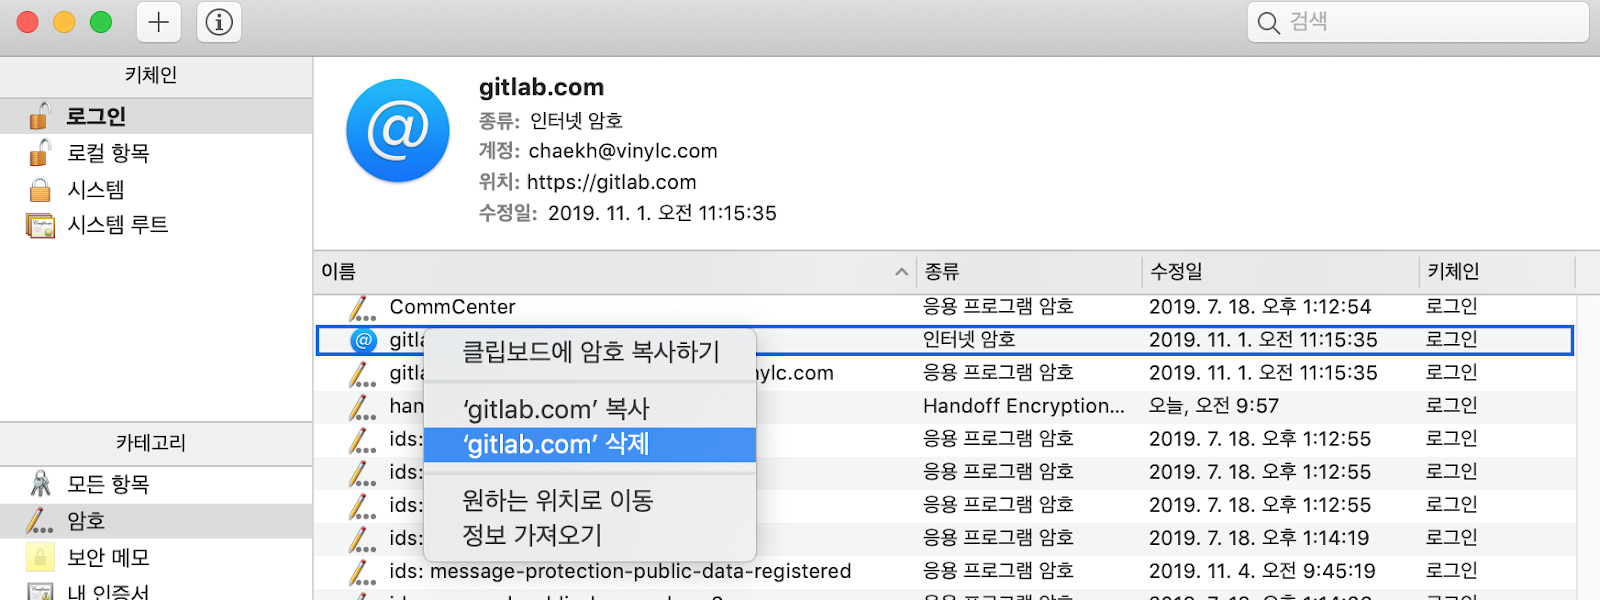 검색
키체인
로그인
로컬 항목
시스템
시스템 루트
카테고리
모든 항목
암호
보안 메모
내 인증서
gitlab.com
종류: 인터넷 암호
계정: chaekh@vinylc.com
위치: https://gitlab.com
수정일: 2019. 11. 1. 오전 11:15:35
이름 종류 수정일 키체인
CommCenter 응용 프로그램 암호 2019. 7. 18. 오후 1:12:54 로그인
인터넷 암호 2019. 11. 1. 오전 11:15:35 로그인
응용 프로그램 암호 2019. 11. 1. 오전 11:15:35 로그인
Handoff Encryption... 오늘, 오전 9:57 로그인
ids: 응용 프로그램 암호 2019. 7. 18. 오후 1:12:55 로그인
ids: 응용 프로그램 암호 2019. 7. 18. 오후 1:12:55 로그인
ids: 응용 프로그램 암호 2019. 7. 18. 오후 1:12:55 로그인
ids: 응용 프로그램 암호 2019. 7. 18. 오후 1:14:19 로그인
ids: message-protection-public-data-registered 응용 프로그램 암호 2019. 11. 4. 오전 9:45:19 로그인
클립보드에 암호 복사하기
‘gitlab.com’ 복사
‘gitlab.com’ 삭제
원하는 위치로 이동
정보 가져오기